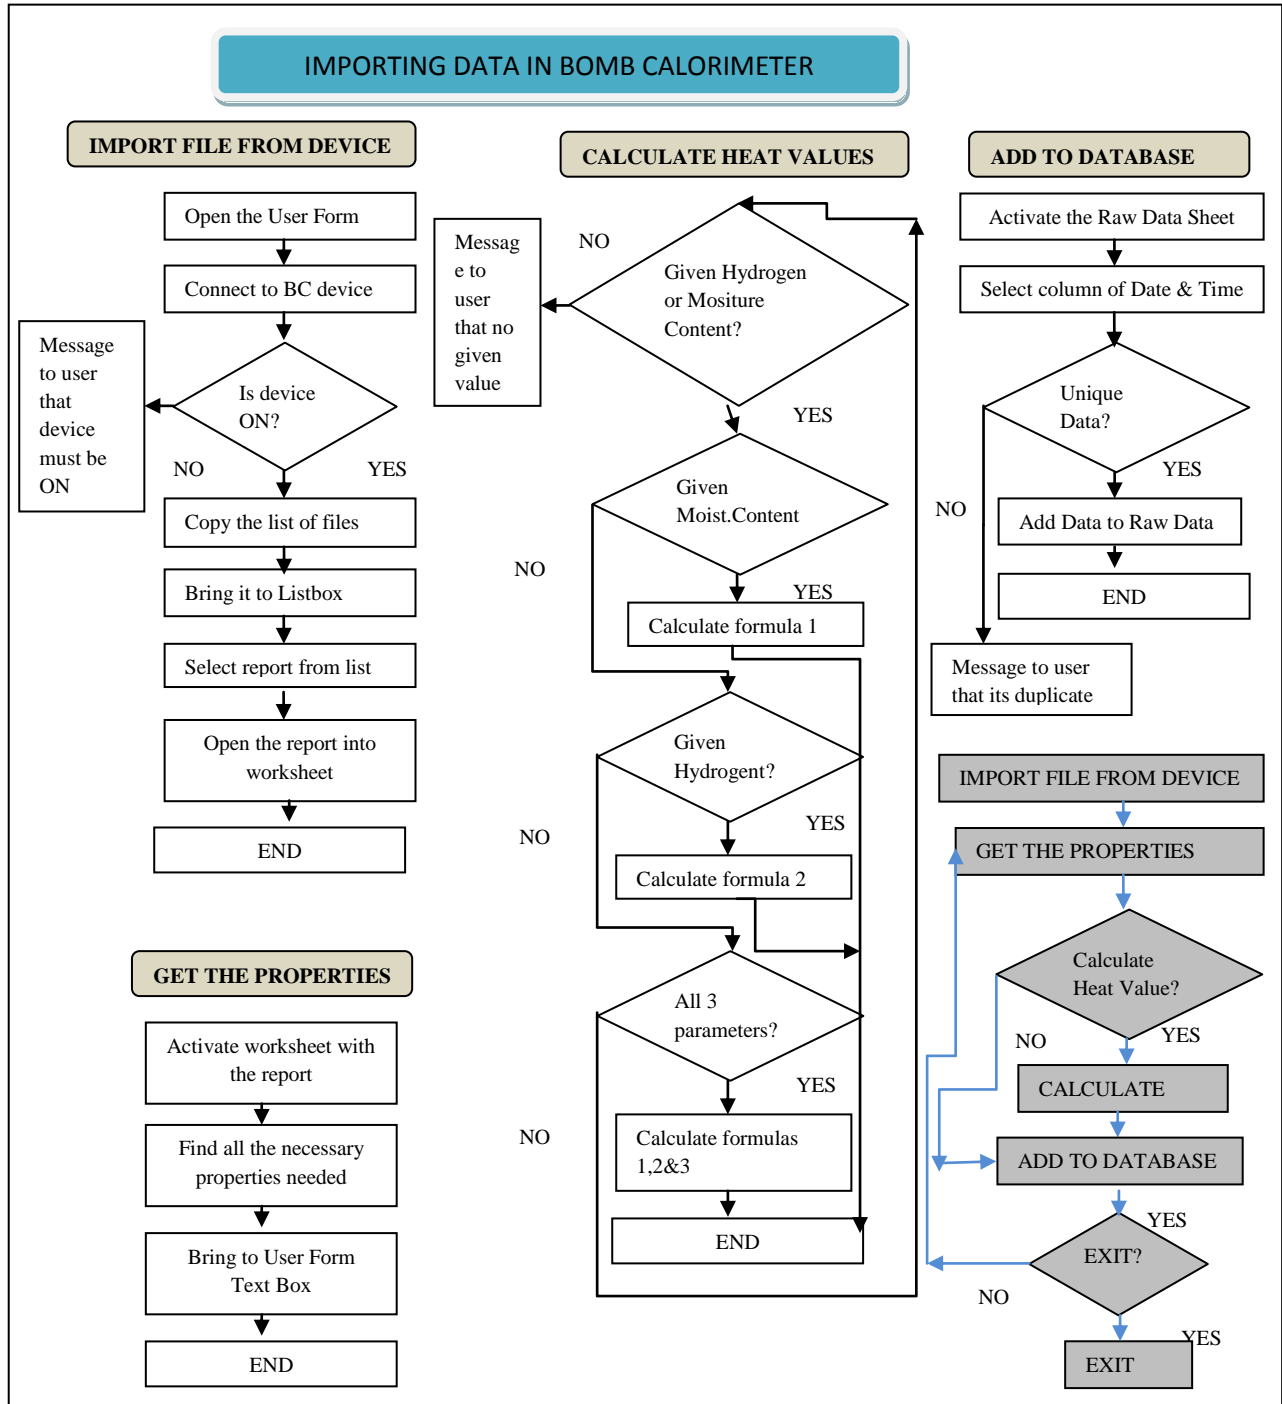 IMPORTING DATA IN BOMB CALORIMETER
IMPORT FILE FROM DEVICE
Open the User Form
Connect to BC device
Message
to user
that
device
must be
ON
Is device
ON?
NO
YES
Copy the list of files
Bring it to Listbox
Select report from list
Open the report into
worksheet
END
GET THE PROPERTIES
Activate worksheet with
the report
Find all the necessary
properties needed
Bring to User Form
Text Box
END
CALCULATE HEAT VALUES
Messag
e to
user
that no
given
value
NO
Given Hydrogen
or Mositure
Content?
YES
Given
Moist.Content
NO
YES
Calculate formula 1
Given
Hydrogent?
NO
YES
Calculate formula 2
All 3
parameters?
YES
NO
Calculate formulas
1,2&3
END
ADD TO DATABASE
Activate the Raw Data Sheet
Select column of Date & Time
Unique
Data?
YES
NO
Add Data to Raw Data
END
Message to user
that its duplicate
IMPORT FILE FROM DEVICE
GET THE PROPERTIES
Calculate
Heat Value?
NO
YES
CALCULATE
ADD TO DATABASE
YES
EXIT?
NO
YES
EXIT